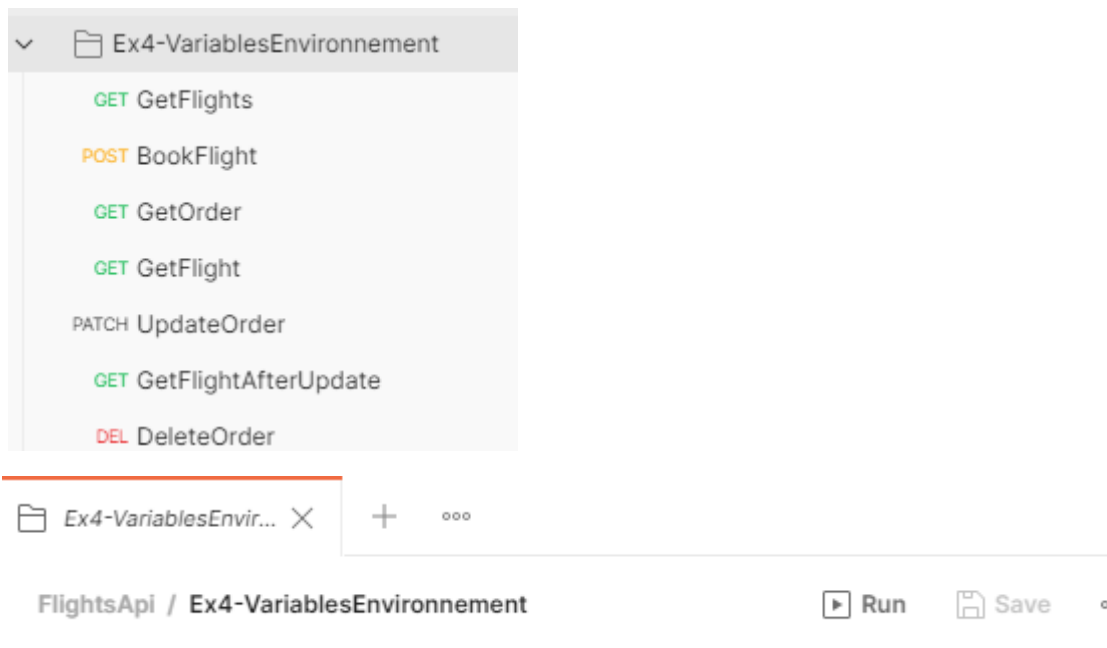 Ex4-VariablesEnvironnement
GET GetFlights
POST BookFlight
GET GetOrder
GET GetFlight
PATCH UpdateOrder
GET GetFlightAfterUpdate
DEL DeleteOrder
Ex4-VariablesEnvir...
FlightsApi / Ex4-VariablesEnvironnement Run Save